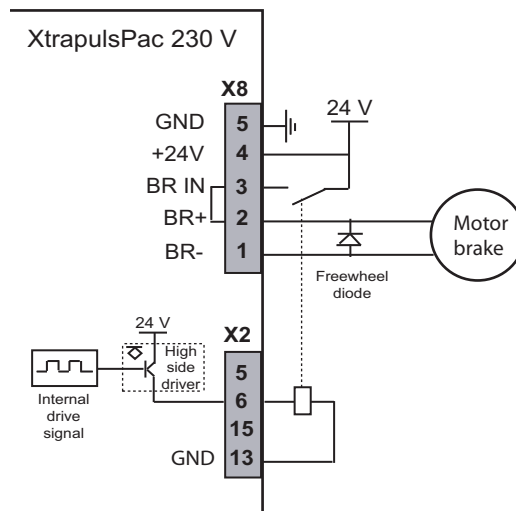 XtrapulsPac 230 V
X8
24 V
GND
5
+24V
4
BR IN
3
BR+
2
BR-
1
Motor
brake
Freewheel
diode
24 V
X2
High
side
driver
5
6
15
GND
13
Internal
drive
signal